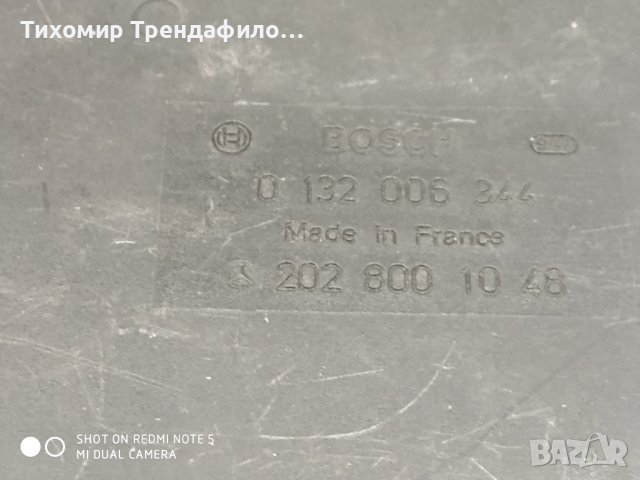 Тихомир Трендафило...
BOSCH
0 132 006 344
Made in France
202 800 10 48
SHOT ON REDMI NOTE 5
MI DUAL CAMERA
BAZAR